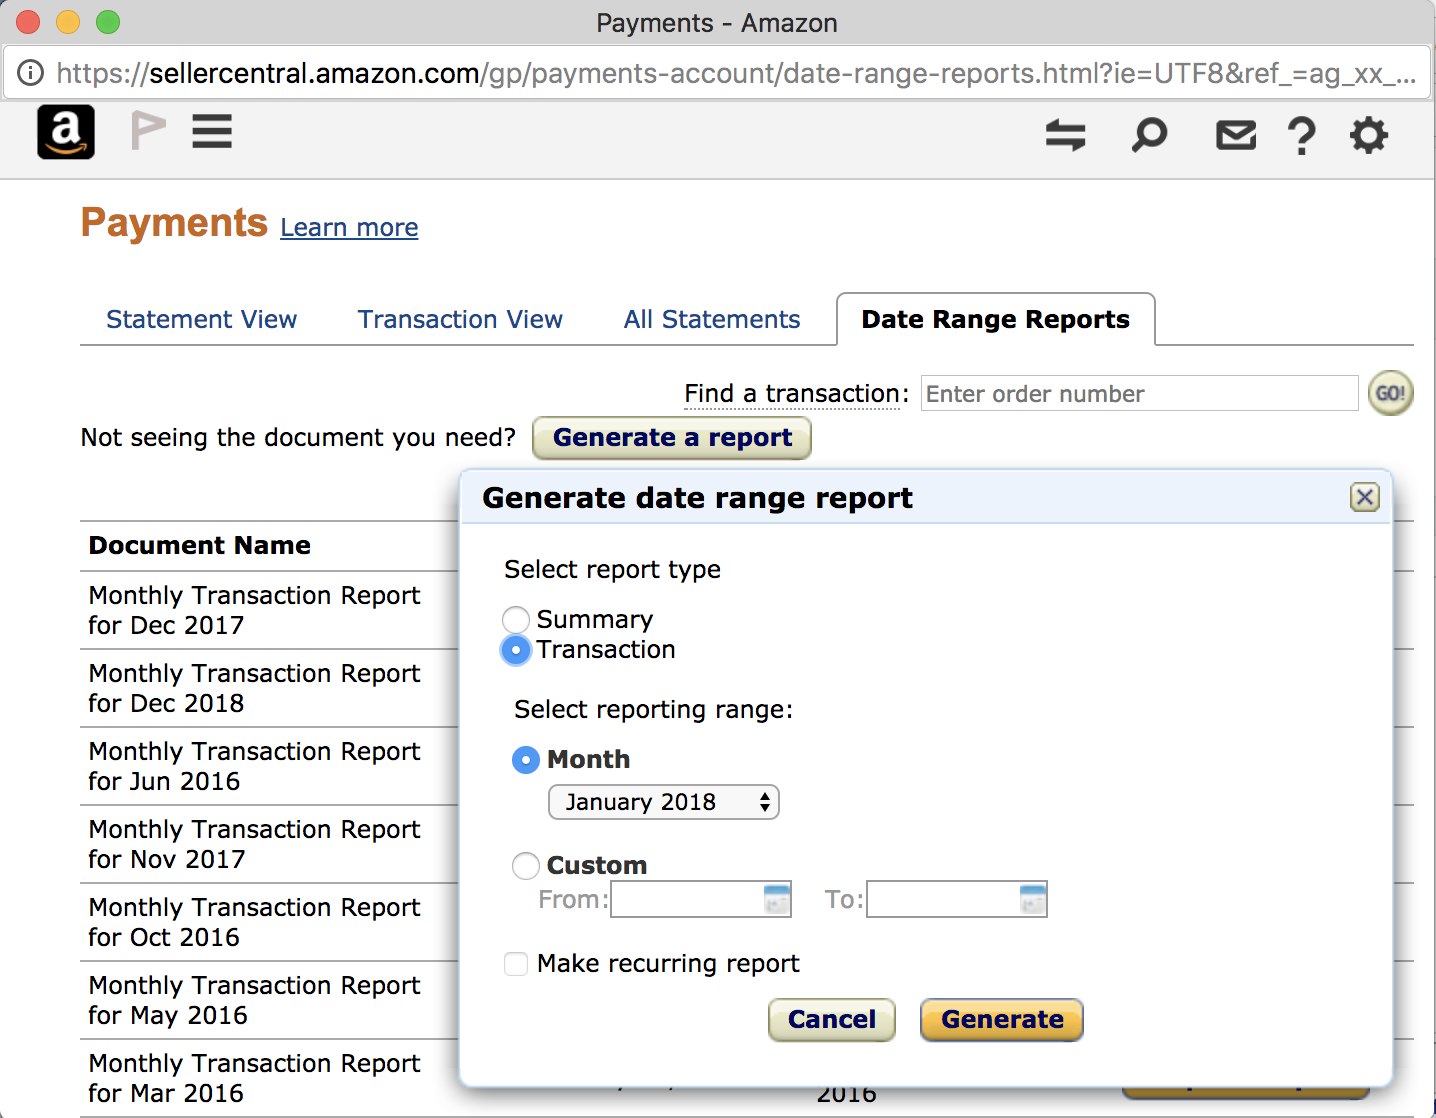 Payments - Amazon
https://sellercentral.amazon.com/gp/payments-account/date-range-reports.html?ie=UTF8&ref_=ag_xx_...
a
Payments Learn more
Statement View Transaction View All Statements Date Range Reports
Find a transaction: Enter order number GO!
Not seeing the document you need? Generate a report
Generate date range report
Document Name
Select report type
Monthly Transaction Report
for Dec 2017
Summary
Transaction
Monthly Transaction Report
for Dec 2018
Select reporting range:
Monthly Transaction Report
for Jun 2016
Month
January 2018
Monthly Transaction Report
for Nov 2017
Custom
From: To:
Monthly Transaction Report
for Oct 2016
Make recurring report
Monthly Transaction Report
for May 2016
Cancel Generate
Monthly Transaction Report
for Mar 2016
2016